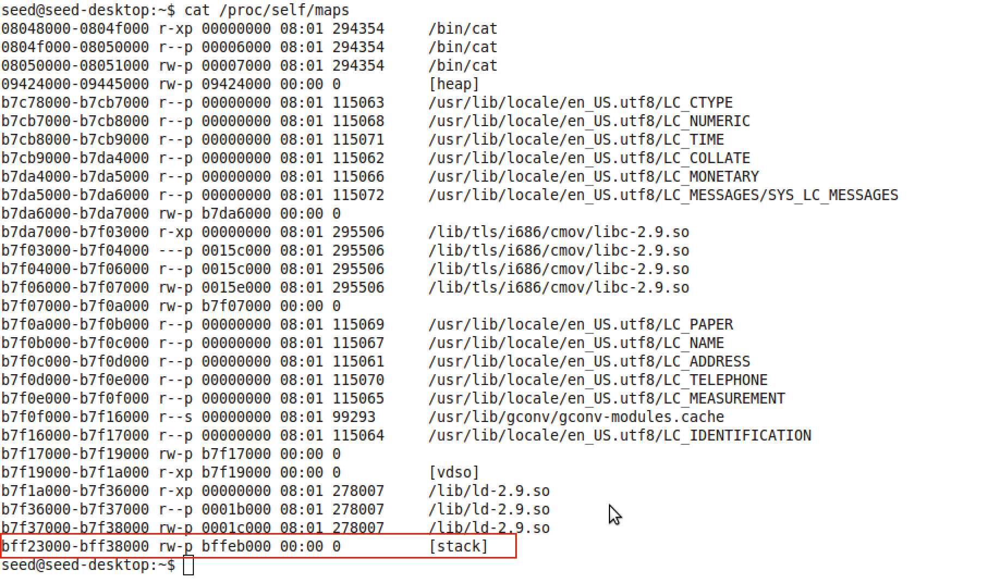 seed@seed-desktop:~$ cat /proc/self/maps
08048000-0804f000 r-xp 00000000 08:01 294354     /bin/cat
0804f000-08050000 r--p 00006000 08:01 294354     /bin/cat
08050000-08051000 rw-p 00007000 08:01 294354     /bin/cat
09424000-09445000 rw-p 09424000 00:00 0          [heap]
b7c78000-b7cb7000 r--p 00000000 08:01 115063     /usr/lib/locale/en_US.utf8/LC_CTYPE
b7cb7000-b7cb8000 r--p 00000000 08:01 115068     /usr/lib/locale/en_US.utf8/LC_NUMERIC
b7cb8000-b7cb9000 r--p 00000000 08:01 115071     /usr/lib/locale/en_US.utf8/LC_TIME
b7cb9000-b7da4000 r--p 00000000 08:01 115062     /usr/lib/locale/en_US.utf8/LC_COLLATE
b7da4000-b7da5000 r--p 00000000 08:01 115066     /usr/lib/locale/en_US.utf8/LC_MONETARY
b7da5000-b7da6000 r--p 00000000 08:01 115072     /usr/lib/locale/en_US.utf8/LC_MESSAGES/SYS_LC_MESSAGES
b7da6000-b7da7000 rw-p b7da6000 00:00 0
b7da7000-b7f03000 r-xp 00000000 08:01 295506     /lib/tls/i686/cmov/libc-2.9.so
b7f03000-b7f04000 ---p 0015c000 08:01 295506     /lib/tls/i686/cmov/libc-2.9.so
b7f04000-b7f06000 r--p 0015c000 08:01 295506     /lib/tls/i686/cmov/libc-2.9.so
b7f06000-b7f07000 rw-p 0015e000 08:01 295506     /lib/tls/i686/cmov/libc-2.9.so
b7f07000-b7f0a000 rw-p b7f07000 00:00 0
b7f0a000-b7f0b000 r--p 00000000 08:01 115069     /usr/lib/locale/en_US.utf8/LC_PAPER
b7f0b000-b7f0c000 r--p 00000000 08:01 115067     /usr/lib/locale/en_US.utf8/LC_NAME
b7f0c000-b7f0d000 r--p 00000000 08:01 115061     /usr/lib/locale/en_US.utf8/LC_ADDRESS
b7f0d000-b7f0e000 r--p 00000000 08:01 115070     /usr/lib/locale/en_US.utf8/LC_TELEPHONE
b7f0e000-b7f0f000 r--p 00000000 08:01 115065     /usr/lib/locale/en_US.utf8/LC_MEASUREMENT
b7f0f000-b7f16000 r--s 00000000 08:01 99293      /usr/lib/gconv/gconv-modules.cache
b7f16000-b7f17000 r--p 00000000 08:01 115064     /usr/lib/locale/en_US.utf8/LC_IDENTIFICATION
b7f17000-b7f19000 rw-p b7f17000 00:00 0
b7f19000-b7f1a000 r-xp b7f19000 00:00 0          [vdso]
b7f1a000-b7f36000 r-xp 00000000 08:01 278007     /lib/ld-2.9.so
b7f36000-b7f37000 r--p 0001b000 08:01 278007     /lib/ld-2.9.so
b7f37000-b7f38000 rw-p 0001c000 08:01 278007     /lib/ld-2.9.so
bff23000-bff38000 rw-p bffeb000 00:00 0          [stack]
seed@seed-desktop:~$